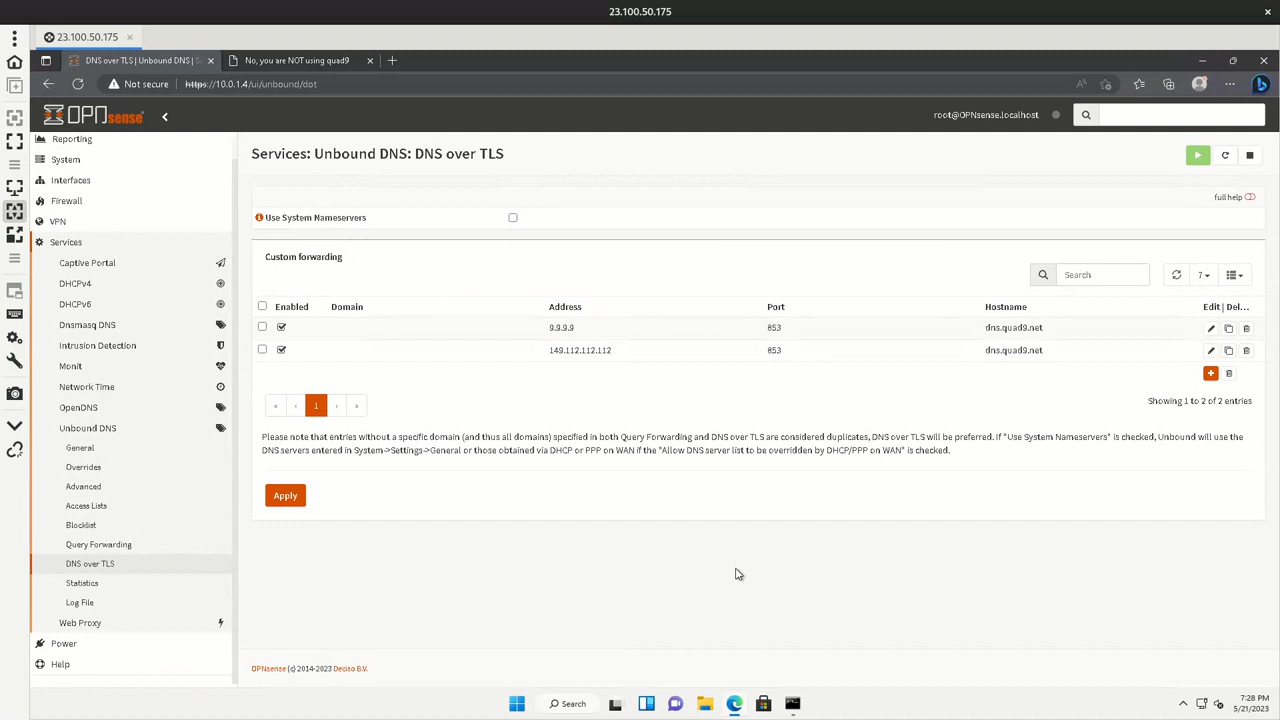 23.100.50.175
23.100.50.175
DNS over TLS | Unbound DNS | S
No, you are NOT using quad9
Not secure
https://10.0.1.4/ui/unbound/dot
OPNsense
root@OPNsense.localhost
Reporting
System
Interfaces
Firewall
VPN
Services
Captive Portal
DHCPv4
DHCPv6
Dnsmasq DNS
Intrusion Detection
Monit
Network Time
OpenDNS
Unbound DNS
General
Overrides
Advanced
Access Lists
Blocklist
Query Forwarding
DNS over TLS
Statistics
Log File
Web Proxy
Power
Help
Services: Unbound DNS: DNS over TLS
full help
Use System Nameservers
Custom forwarding
Search
7
Enabled Domain Address Port Hostname Edit | Del...
9.9.9.9 853 dns.quad9.net
149.112.112.112 853 dns.quad9.net
« ‹ 1 › »
Showing 1 to 2 of 2 entries
Please note that entries without a specific domain (and thus all domains) specified in both Query Forwarding and DNS over TLS are considered duplicates, DNS over TLS will be preferred. If "Use System Nameservers" is checked, Unbound will use the
DNS servers entered in System->Settings->General or those obtained via DHCP or PPP on WAN if the "Allow DNS server list to be overridden by DHCP/PPP on WAN" is checked.
Apply
OPNsense (c) 2014-2023 Deciso B.V.
Search
7:28 PM
5/21/2023